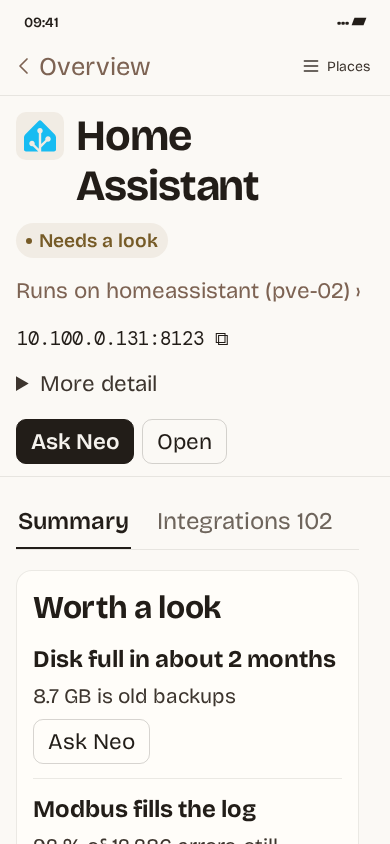 09:41
Overview
Places
Home
Assistant
Needs a look
Runs on homeassistant (pve-02) ›
10.100.0.131:8123
More detail
Ask Neo
Open
Summary
Integrations 102
Worth a look
Disk full in about 2 months
8.7 GB is old backups
Ask Neo
Modbus fills the log